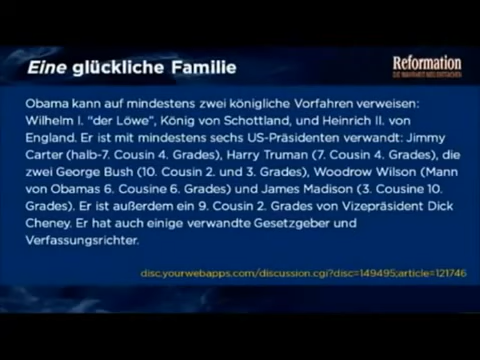 Eine glückliche Familie
Reformation
Obama kann auf mindestens zwei königliche Vorfahren verweisen:
Wilhelm I. "der Löwe", König von Schottland, und Heinrich II. von
England. Er ist mit mindestens sechs US-Präsidenten verwandt: Jimmy
Carter (halb-7. Cousin 4. Grades), Harry Truman (7. Cousin 4. Grades), die
zwei George Bush (10. Cousin 2. und 3. Grades), Woodrow Wilson (Mann
von Obamas 6. Cousine 6. Grades) und James Madison (3. Cousine 10.
Grades). Er ist außerdem ein 9. Cousin 2. Grades von Vizepräsident Dick
Cheney. Er hat auch einige verwandte Gesetzgeber und
Verfassungsrichter.
disc.yourwebapps.com/discussion.cgi?disc=149495;article=121746